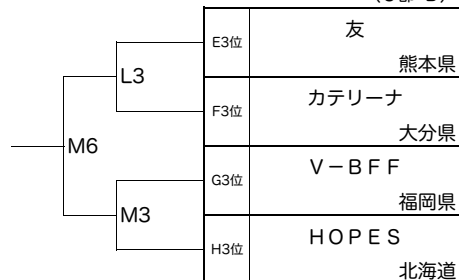 E3位
友
熊本県
L3
F3位
カテリーナ
大分県
M6
G3位
V－BFF
福岡県
M3
H3位
HOPES
北海道